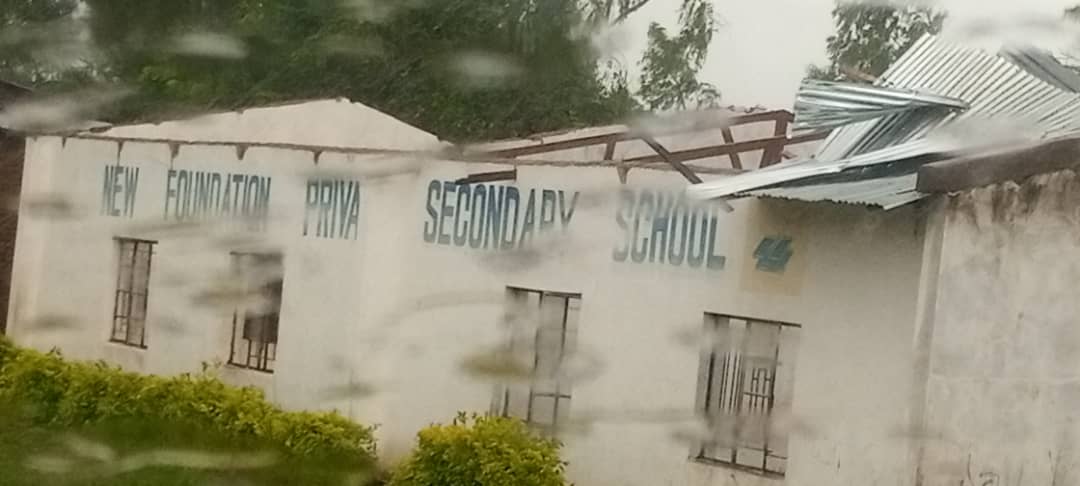 NEW FOUNDATION PRIVA SECONDARY SCHOOL